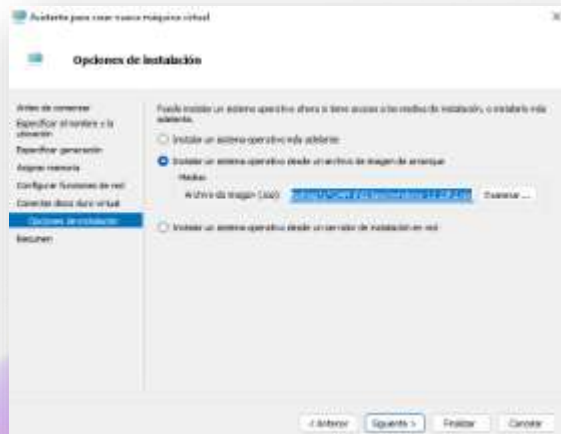 Asistente para crear nueva máquina virtual
Opciones de instalación
Antes de comenzar
Especificar el nombre y la
ubicación
Especificar generación
Asignar memoria
Configurar funciones de red
Conectar disco duro virtual
Opciones de instalación
Resumen
Puede instalar un sistema operativo ahora si tiene acceso a los medios de instalación, o instalarlo más
adelante.
Instalar un sistema operativo más adelante
Instalar un sistema operativo desde un archivo de imagen de arranque
Medios
Archivo de imagen (.iso):
Examinar ...
Instalar un sistema operativo desde un servidor de instalación en red
< Anterior
Siguiente >
Finalizar
Cancelar